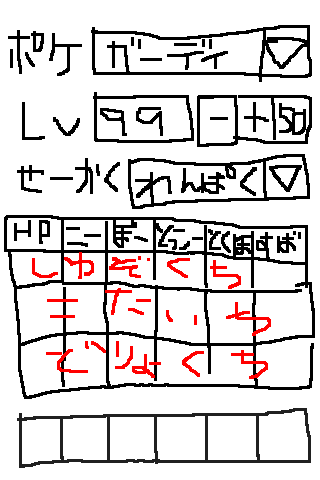 ポケ ガーディ ▽
Lv 99 - + 50
せーかく わんぱく ▽
HP こー ぼー とくこー とくぼ すば
しゅぞくち
きたいち
どりょくち